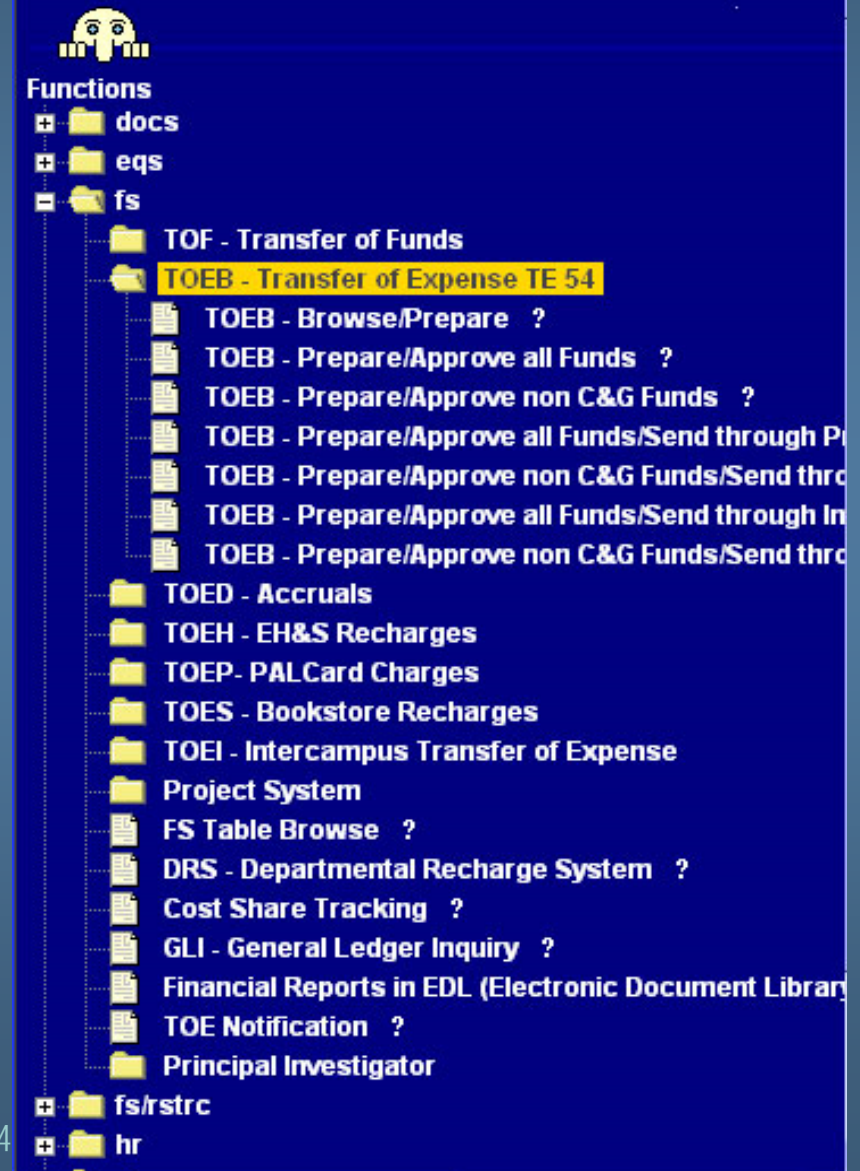 Functions
docs
eqs
fs
TOF - Transfer of Funds
TOEB - Transfer of Expense TE 54
TOEB - Browse/Prepare ?
TOEB - Prepare/Approve all Funds ?
TOEB - Prepare/Approve non C&G Funds ?
TOEB - Prepare/Approve all Funds/Send through
TOEB - Prepare/Approve non C&G Funds/Send
TOEB - Prepare/Approve all Funds/Send through
TOEB - Prepare/Approve non C&G Funds/Send
TOED - Accruals
TOEH - EH&S Recharges
TOEP- PALCard Charges
TOES - Bookstore Recharges
TOEI - Intercampus Transfer of Expense
Project System
FS Table Browse ?
DRS - Departmental Recharge System ?
Cost Share Tracking ?
GLI - General Ledger Inquiry ?
Financial Reports in EDL (Electronic Document Library
TOE Notification ?
Principal Investigator
fs/rstrc
4
hr